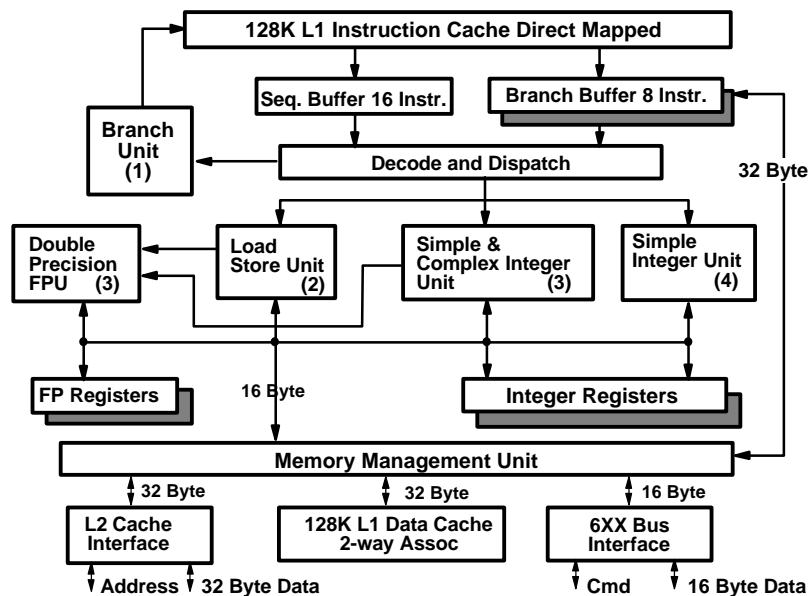 128K L1 Instruction Cache Direct Mapped
Seq. Buffer 16 Instr.
Branch Buffer 8 Instr.
Branch
Unit
(1)
Decode and Dispatch
32 Byte
Double
Precision
FPU (3)
Load
Store Unit
(2)
Simple &
Complex Integer
Unit (3)
Simple
Integer Unit
(4)
FP Registers
16 Byte
Integer Registers
Memory Management Unit
32 Byte
32 Byte
16 Byte
L2 Cache
Interface
128K L1 Data Cache
2-way Assoc
6XX Bus
Interface
Address 32 Byte Data
Cmd 16 Byte Data